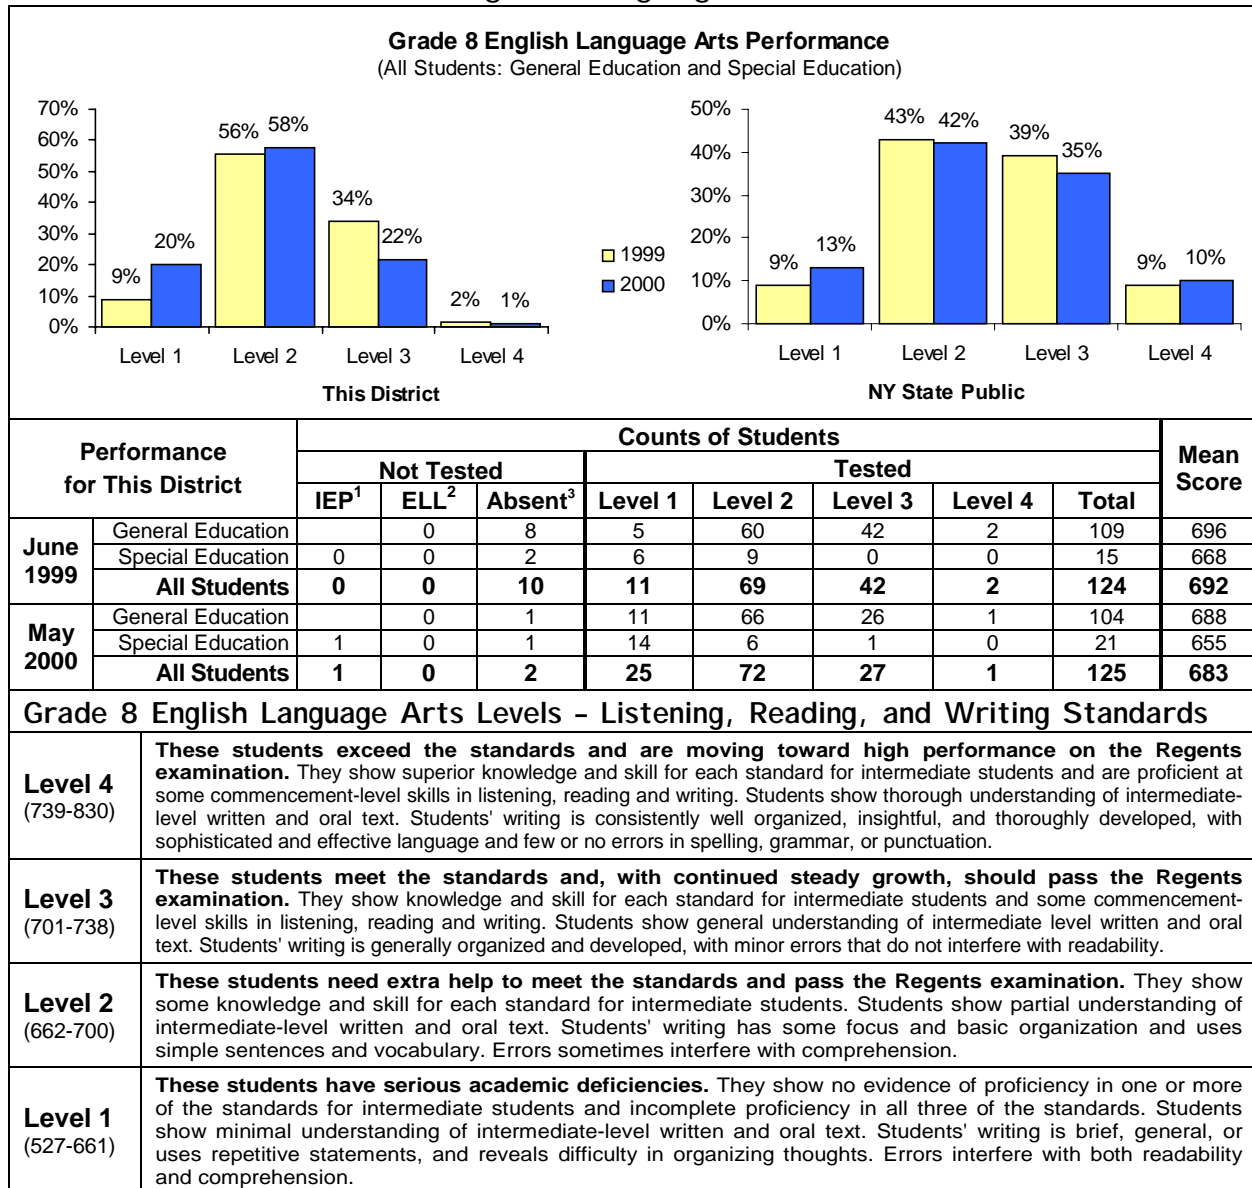 Grade 8 English Language Arts Performance
(All Students: General Education and Special Education)
70%
60%
50%
40%
30%
20%
10%
0%
9%
20%
56%
58%
34%
22%
2%
1%
Level 1
Level 2
Level 3
Level 4
This District
1999
2000
50%
40%
30%
20%
10%
0%
9%
13%
43%
42%
39%
35%
9%
10%
Level 1
Level 2
Level 3
Level 4
NY State Public
Performance for This District
Counts of Students
Mean Score
Not Tested
Tested
IEP1 ELL2 Absent3 Level 1 Level 2 Level 3 Level 4 Total
June 1999
General Education 0 8 5 60 42 2 109 696
Special Education 0 0 2 6 9 0 0 15 668
All Students 0 0 10 11 69 42 2 124 692
May 2000
General Education 0 1 11 66 26 1 104 688
Special Education 1 0 1 14 6 1 0 21 655
All Students 1 0 2 25 72 27 1 125 683
Grade 8 English Language Arts Levels – Listening, Reading, and Writing Standards
Level 4
(739-830)
These students exceed the standards and are moving toward high performance on the Regents
examination. They show superior knowledge and skill for each standard for intermediate students and are proficient at
some commencement-level skills in listening, reading and writing. Students show thorough understanding of intermediate-
level written and oral text. Students' writing is consistently well organized, insightful, and thoroughly developed, with
sophisticated and effective language and few or no errors in spelling, grammar, or punctuation.
Level 3
(701-738)
These students meet the standards and, with continued steady growth, should pass the Regents
examination. They show knowledge and skill for each standard for intermediate students and some commencement-
level skills in listening, reading and writing. Students show general understanding of intermediate level written and oral
text. Students' writing is generally organized and developed, with minor errors that do not interfere with readability.
Level 2
(662-700)
These students need extra help to meet the standards and pass the Regents examination. They show
some knowledge and skill for each standard for intermediate students. Students show partial understanding of
intermediate-level written and oral text. Students' writing has some focus and basic organization and uses
simple sentences and vocabulary. Errors sometimes interfere with comprehension.
Level 1
(527-661)
These students have serious academic deficiencies. They show no evidence of proficiency in one or more
of the standards for intermediate students and incomplete proficiency in all three of the standards. Students
show minimal understanding of intermediate-level written and oral text. Students' writing is brief, general, or
uses repetitive statements, and reveals difficulty in organizing thoughts. Errors interfere with both readability
and comprehension.